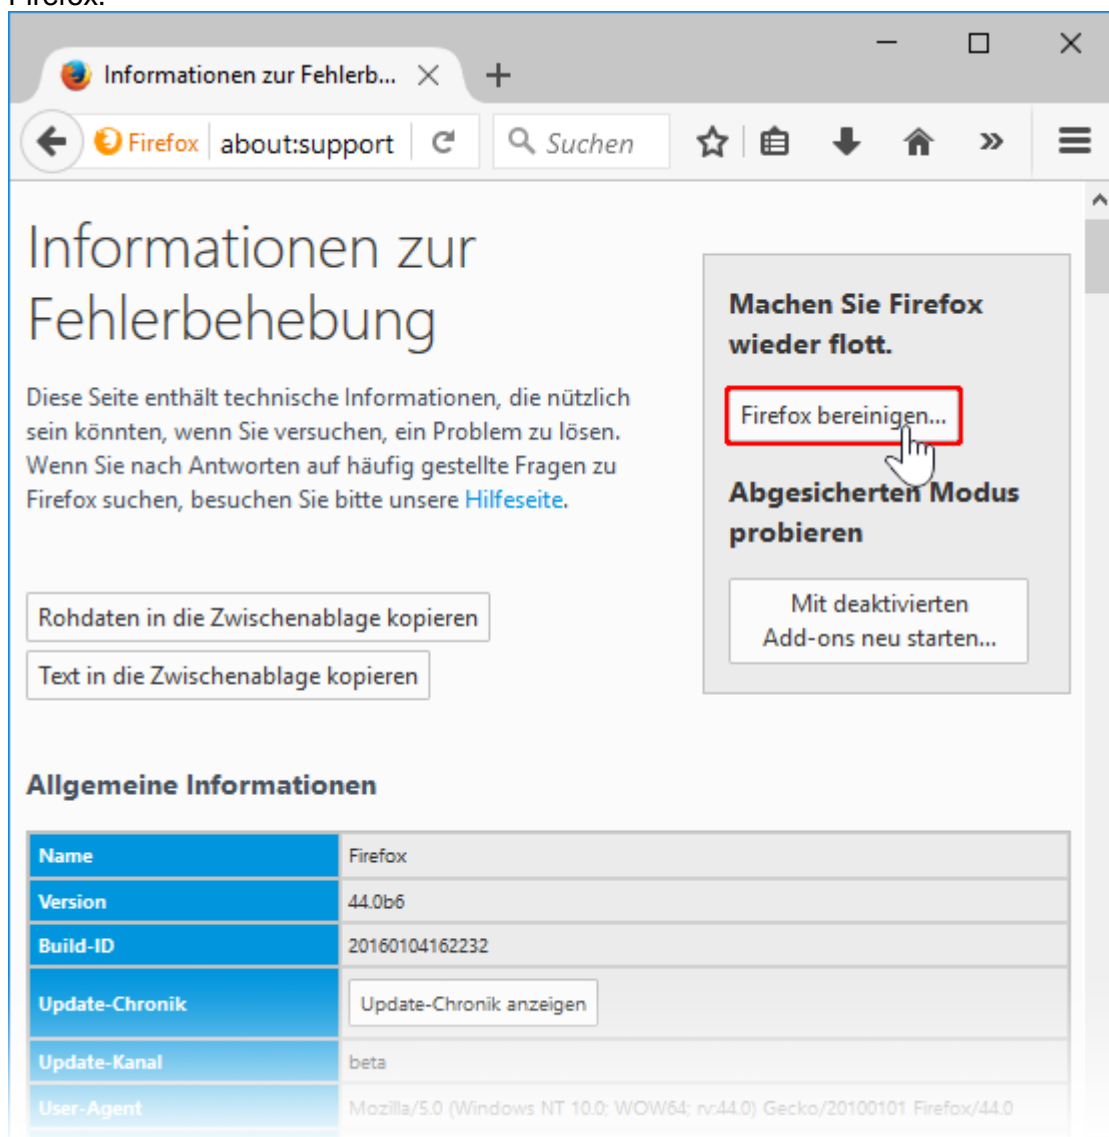 Firefox.
Informationen zur Fehlerb...
Firefox about:support Suchen
Informationen zur
Fehlerbehebung
Diese Seite enthält technische Informationen, die nützlich
sein könnten, wenn Sie versuchen, ein Problem zu lösen.
Wenn Sie nach Antworten auf häufig gestellte Fragen zu
Firefox suchen, besuchen Sie bitte unsere Hilfeseite.
Rohdaten in die Zwischenablage kopieren
Text in die Zwischenablage kopieren
Machen Sie Firefox
wieder flott.
Firefox bereinigen...
Abgesicherten Modus
probieren
Mit deaktivierten
Add-ons neu starten...
Allgemeine Informationen
Name Firefox
Version 44.0b6
Build-ID 20160104162232
Update-Chronik Update-Chronik anzeigen
Update-Kanal beta
User-Agent Mozilla/5.0 (Windows NT 10.0; WOW64; rv:44.0) Gecko/20100101 Firefox/44.0